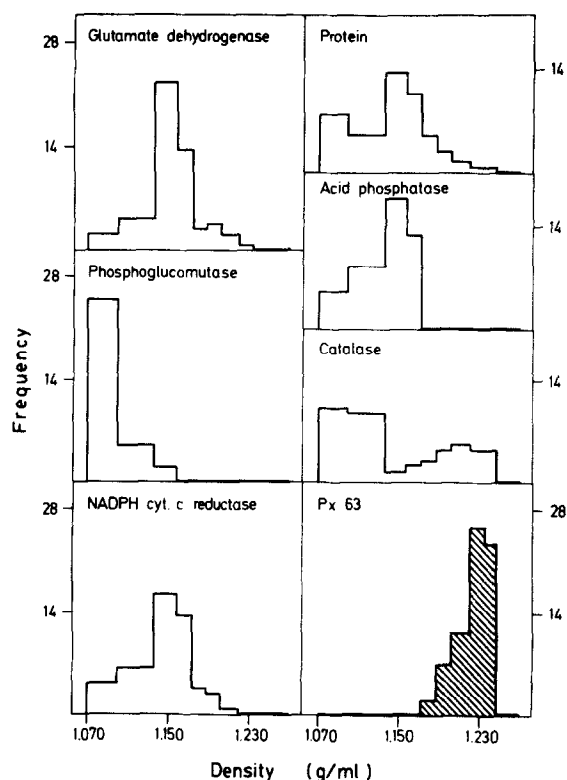 Glutamate dehydrogenase
28
14
Protein
14
Acid phosphatase
14
Phosphoglucomutase
28
14
Catalase
14
Frequency
NADPH cyt. c reductase
28
14
Px 63
28
14
1.070 1.150 1.230
1.070 1.150 1.230
Density (g/ml)